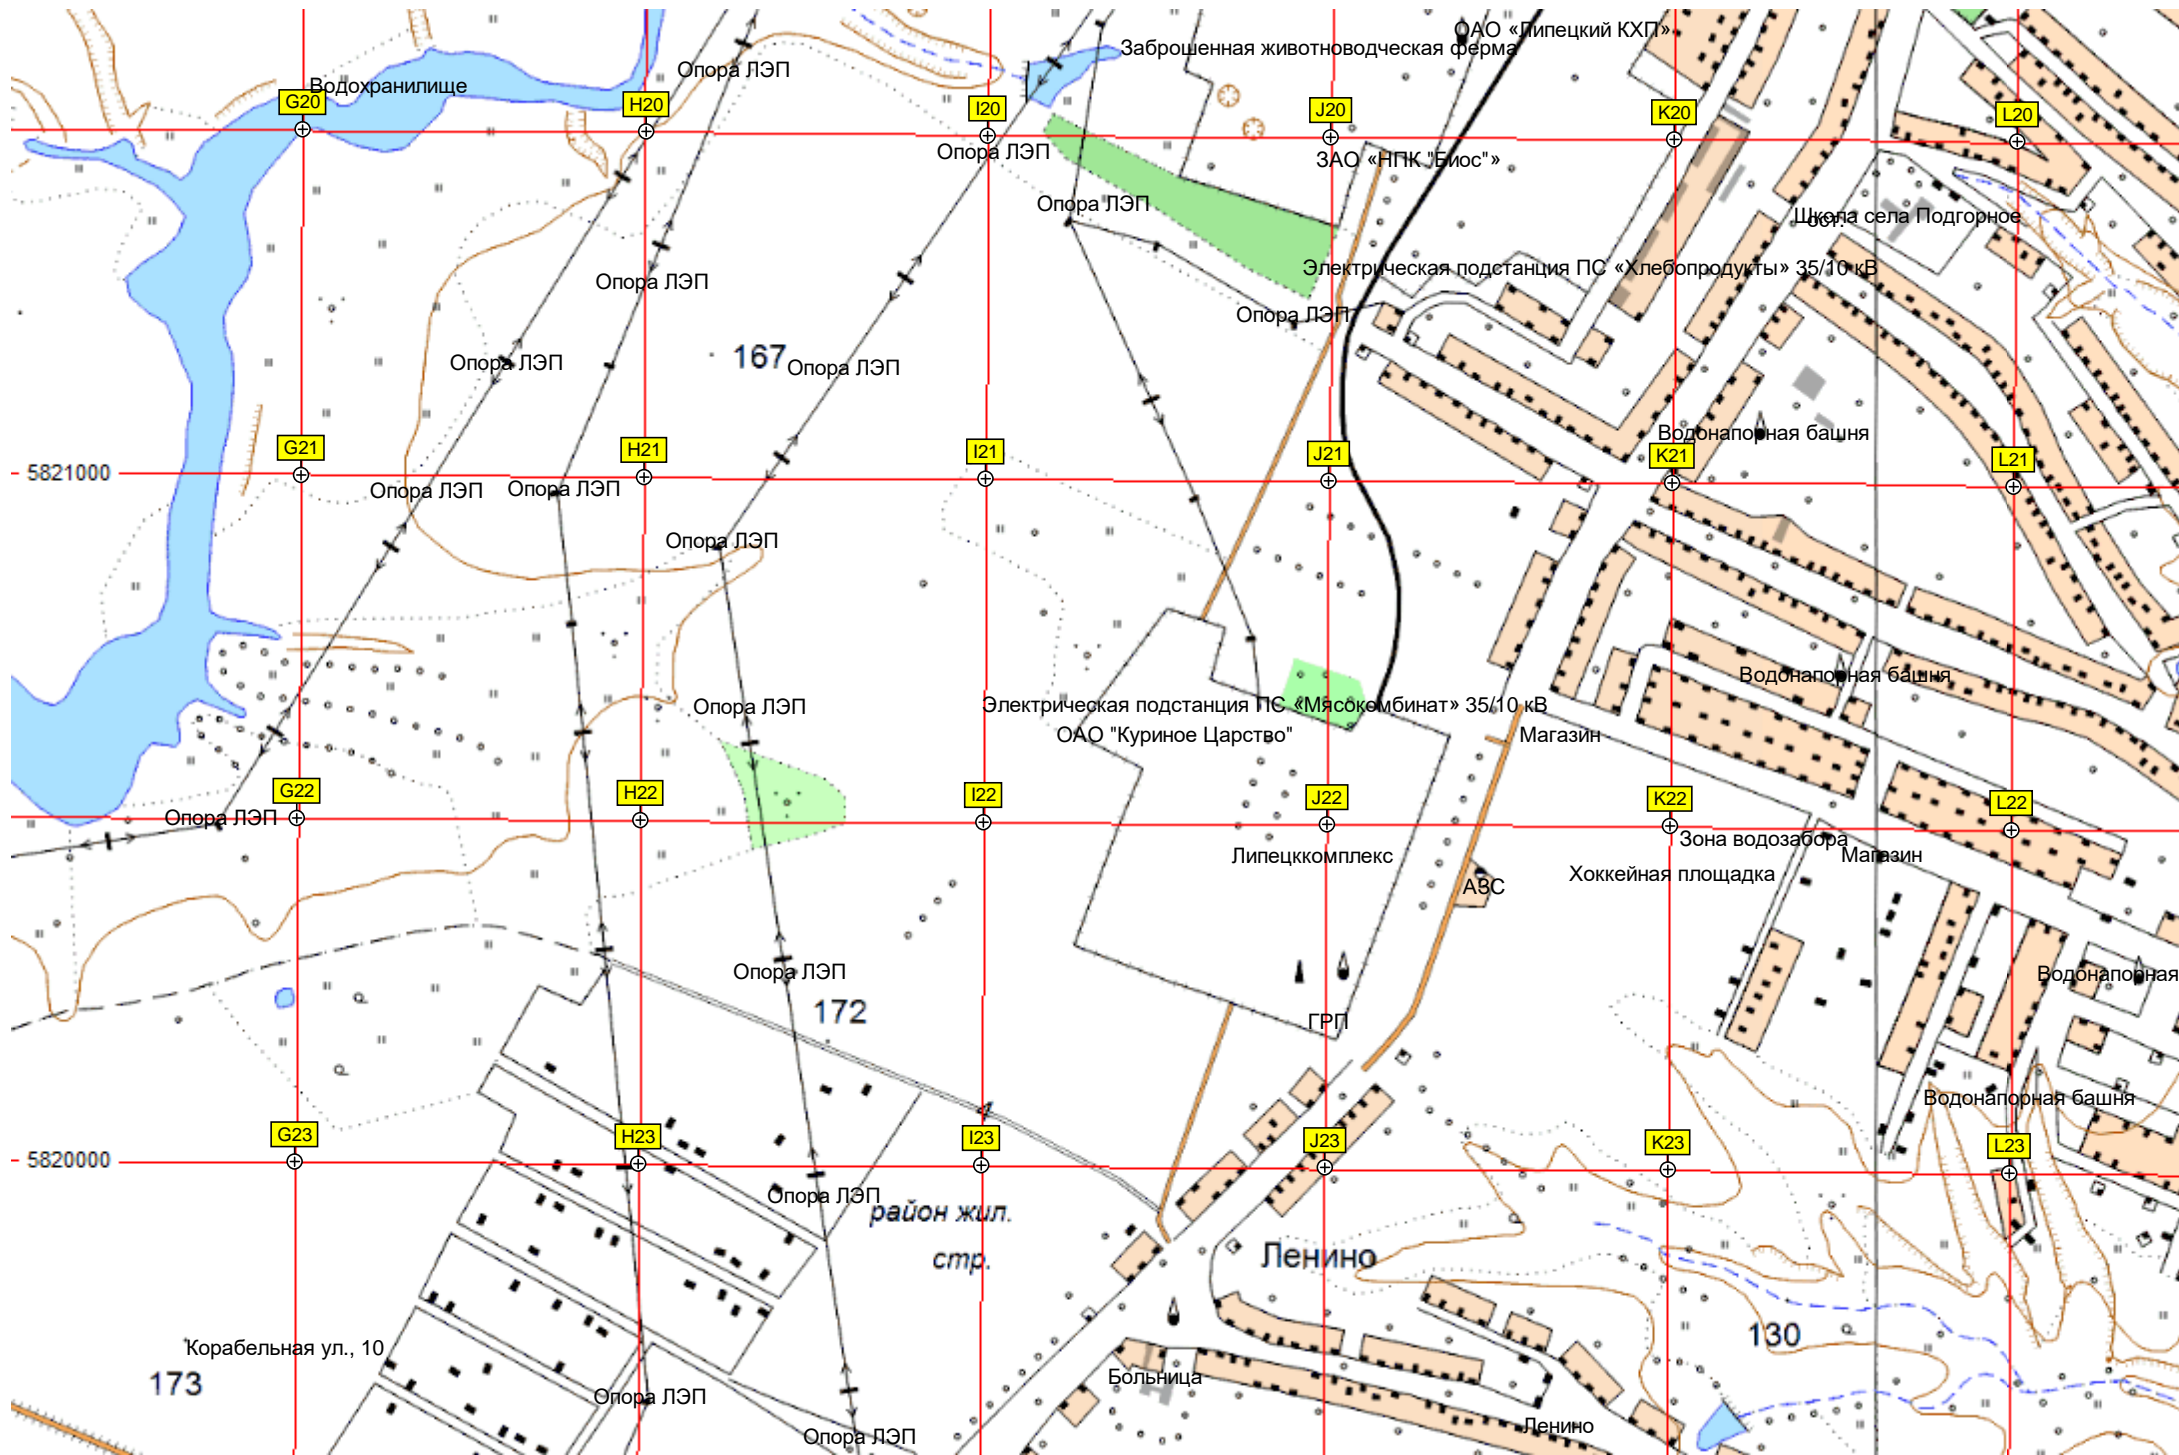 ОАО «Липецкий КХП»
Заброшенная животноводческая ферма
Опора ЛЭП
Водохранилище
G20
H20
I20
J20
K20
L20
Опора ЛЭП
ЗАО «НПК "Биос"»
Опора ЛЭП
Школа села Подгорное
ост.
Электрическая подстанция ПС «Хлебопродукты» 35/10 кВ
Опора ЛЭП
Опора ЛЭП
167
Опора ЛЭП
Опора ЛЭП
Водонапорная башня
G21
H21
I21
J21
K21
L21
5821000
Опора ЛЭП
Опора ЛЭП
Опора ЛЭП
Водонапорная башня
Опора ЛЭП
Электрическая подстанция ПС «Мясокомбинат» 35/10 кВ
ОАО "Куриное Царство"
Магазин
G22
H22
I22
J22
K22
L22
Опора ЛЭП
Зона водозабора
Магазин
Липецккомплекс
Хоккейная площадка
АЗС
Опора ЛЭП
Водонапорная
172
ГРП
4
Водонапорная башня
G23
H23
I23
J23
K23
L23
5820000
Опора ЛЭП
район жил.
стр.
Ленино
130
Корабельная ул., 10
173
Больница
Опора ЛЭП
Ленино
Опора ЛЭП